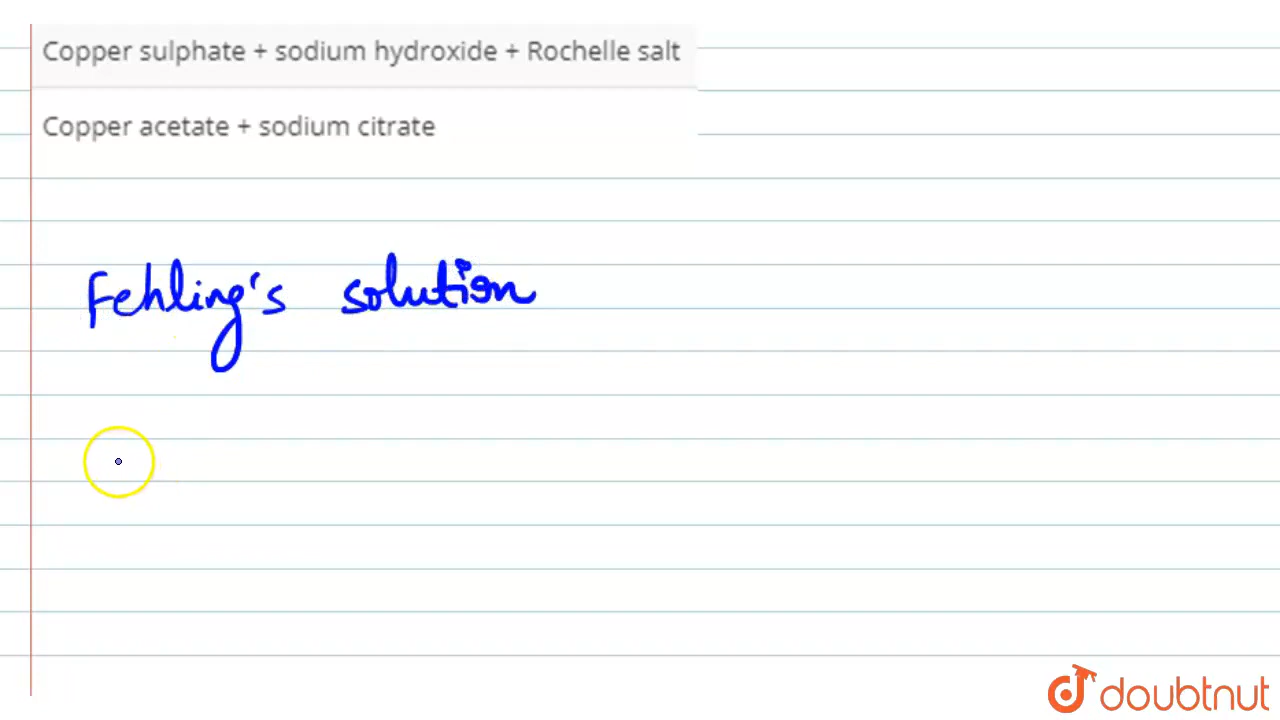 Copper sulphate + sodium hydroxide + Rochelle salt
Copper acetate + sodium citrate
Fehling's solution
doubtnut